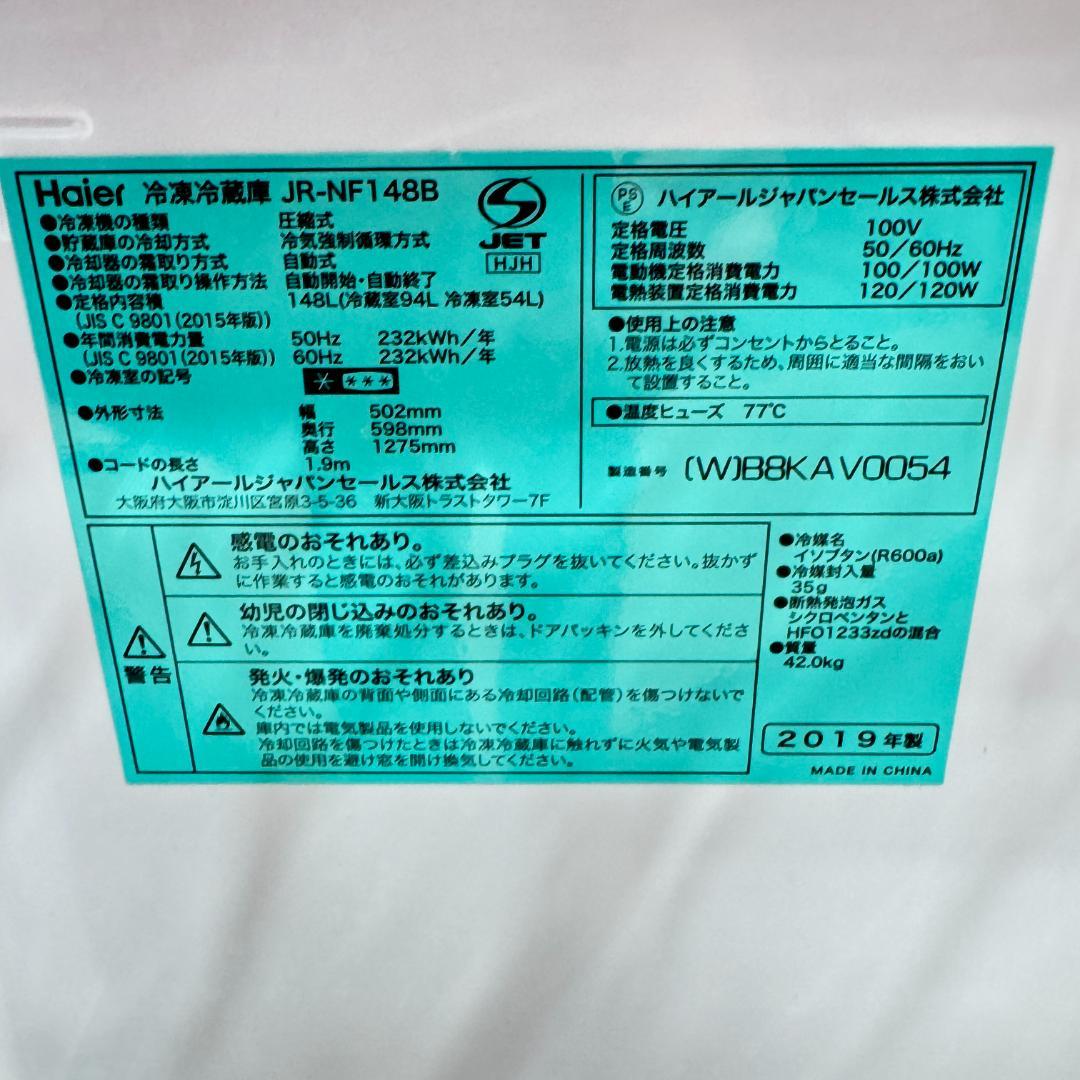 Haier 冷凍冷蔵庫 JR-NF148B
●冷凍機の種類 圧縮式
●貯蔵庫の冷却方式 冷気強制循環方式
●冷却器の霜取り方式 自動式
●冷却器の霜取り操作方法 自動開始・自動終了
●定格内容積 148L(冷蔵室94L 冷凍室54L)
(JIS C 9801(2015年版))
●年間消費電力量 50Hz 232kWh/年
(JIS C 9801(2015年版)) 60Hz 232kWh/年
●冷凍室の記号 * ***
●外形寸法 幅 502mm
奥行 598mm
高さ 1275mm
●コードの長さ 1.9m
ハイアールジャパンセールス株式会社
大阪府大阪市淀川区宮原3-5-36 新大阪トラストタワー7F
JET
HJH
PSE ハイアールジャパンセールス株式会社
定格電圧 100V
定格周波数 50/60Hz
電動機定格消費電力 100/100W
電熱装置定格消費電力 120/120W
●使用上の注意
1.電源は必ずコンセントからとること。
2.放熱を良くするため、周囲に適当な間隔をおい
て設置すること。
●温度ヒューズ 77℃
製造番号 (W)B8KAV0054
警告
感電のおそれあり。
お手入れのときには、必ず差込みプラグを抜いてください。抜かず
に作業すると感電のおそれがあります。
幼児の閉じ込みのおそれあり。
冷凍冷蔵庫を廃棄処分するときは、ドアパッキンを外してくださ
い。
発火・爆発のおそれあり
冷凍冷蔵庫の背面や側面にある冷却回路(配管)を傷つけないで
ください。
庫内では電気製品を使用しないでください。
冷却回路を傷つけたときは冷凍冷蔵庫に触れずに火気や電気製
品の使用を避け窓を開け換気してください。
●冷媒名
イソブタン(R600a)
●冷媒封入量
35g
●断熱発泡ガス
シクロペンタンと
HFO1233zdの混合
●質量
42.0kg
2019年製
MADE IN CHINA